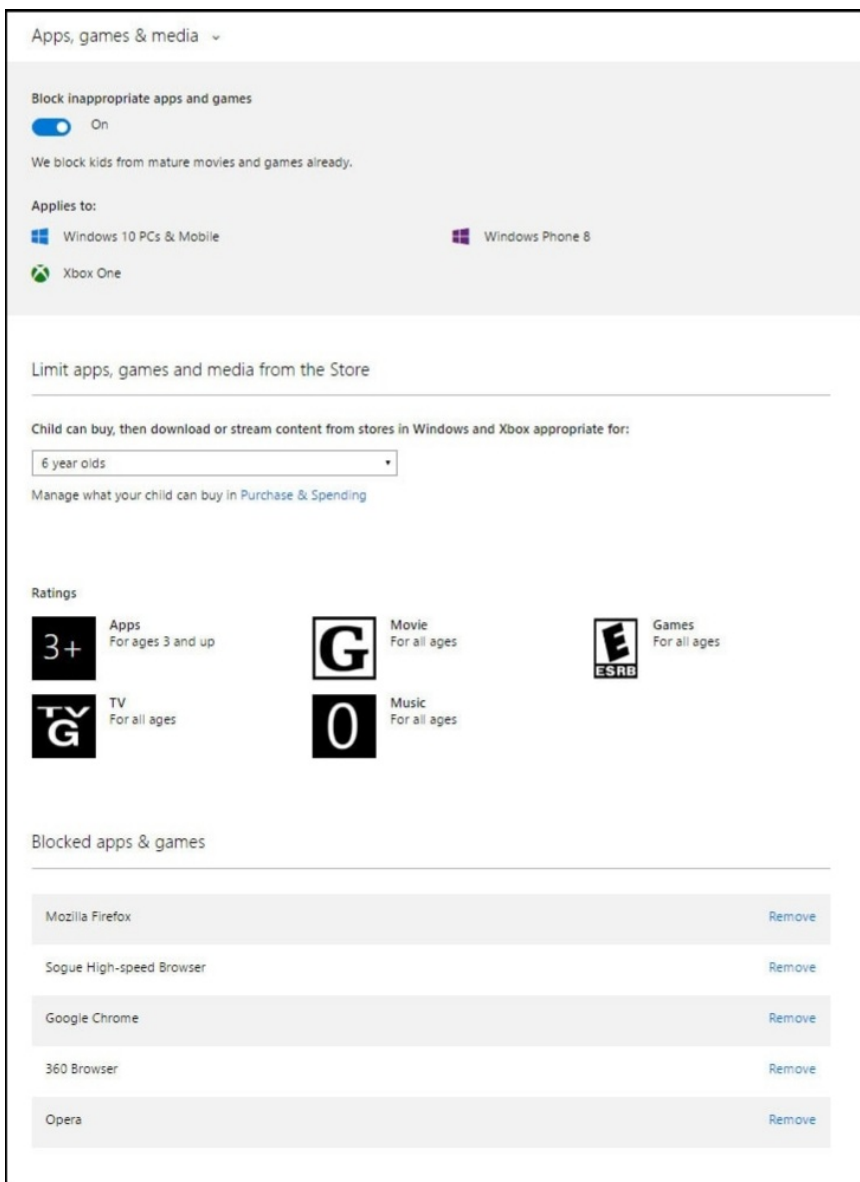 Apps, games & media
Block inappropriate apps and games
On
We block kids from mature movies and games already.
Applies to:
Windows 10 PCs & Mobile
Windows Phone 8
Xbox One
Limit apps, games and media from the Store
Child can buy, then download or stream content from stores in Windows and Xbox appropriate for:
6 year olds
Manage what your child can buy in Purchase & Spending
Ratings
3+
Apps
For ages 3 and up
G
Movie
For all ages
E
ESRB
Games
For all ages
TV
G
TV
For all ages
0
Music
For all ages
Blocked apps & games
Mozilla Firefox Remove
Sogue High-speed Browser Remove
Google Chrome Remove
360 Browser Remove
Opera Remove